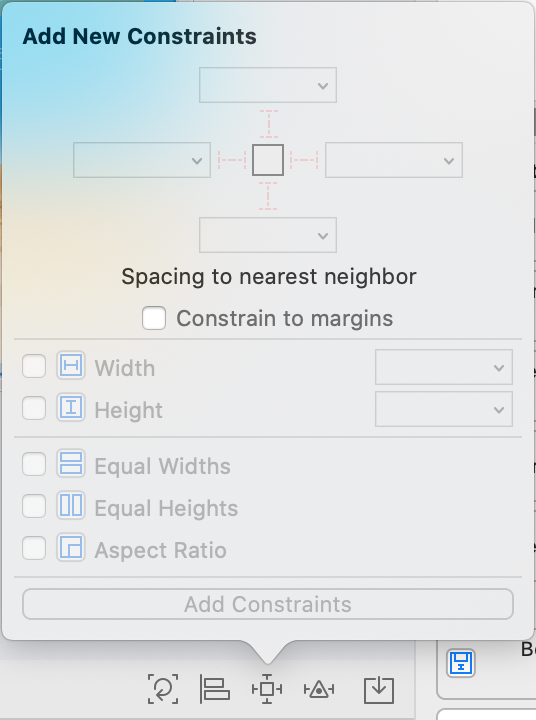 Add New Constraints
Spacing to nearest neighbor
Constrain to margins
Width
Height
Equal Widths
Equal Heights
Aspect Ratio
Add Constraints